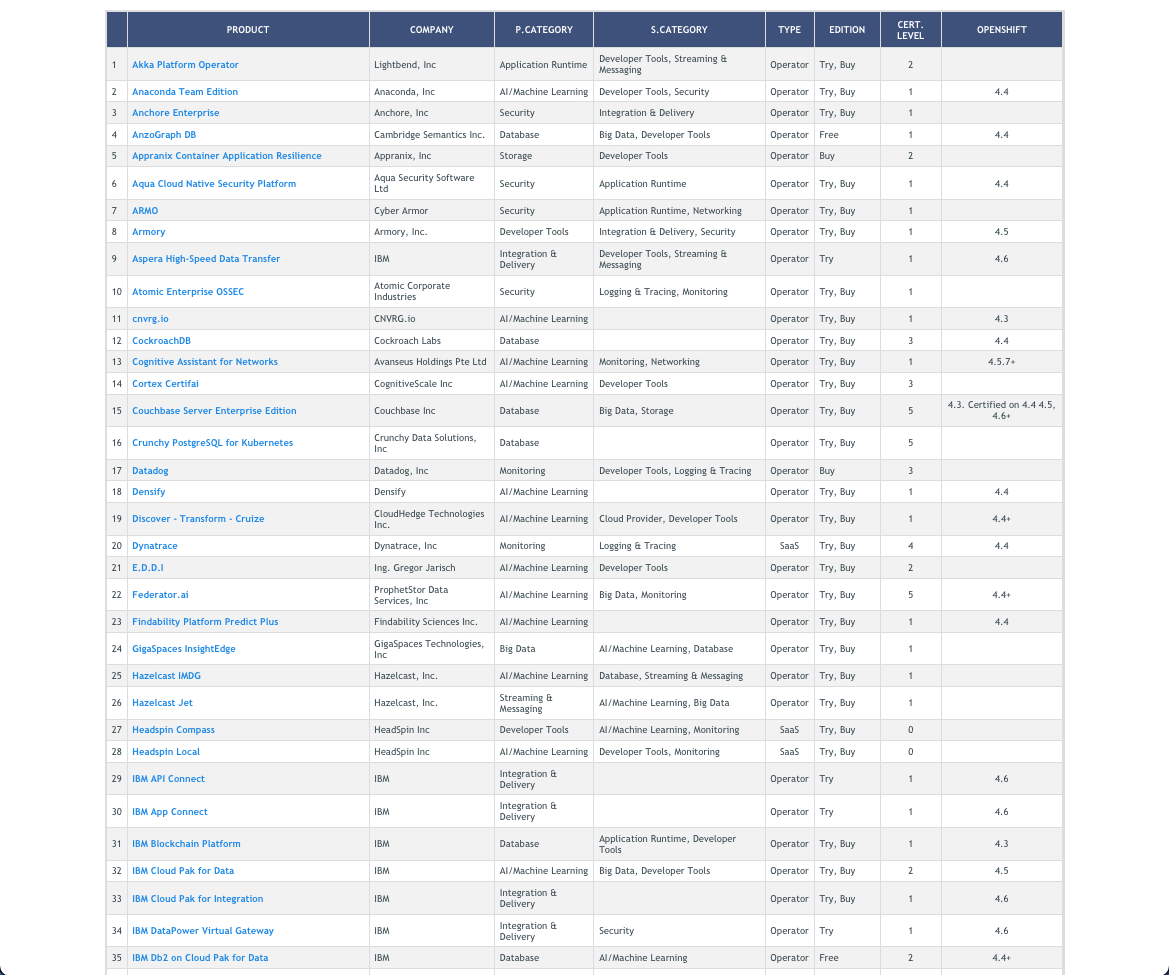 PRODUCT COMPANY P.CATEGORY S.CATEGORY TYPE EDITION CERT. LEVEL OPENSHIFT
1 Akka Platform Operator Lightbend, Inc Application Runtime Developer Tools, Streaming & Messaging Operator Try, Buy 2
2 Anaconda Team Edition Anaconda, Inc AI/Machine Learning Developer Tools, Security Operator Try, Buy 1 4.4
3 Anchore Enterprise Anchore, Inc Security Integration & Delivery Operator Try, Buy 1
4 AnzoGraph DB Cambridge Semantics Inc. Database Big Data, Developer Tools Operator Free 1 4.4
5 Appranix Container Application Resilience Appranix, Inc Storage Developer Tools Operator Buy 2
6 Aqua Cloud Native Security Platform Aqua Security Software Ltd Security Application Runtime Operator Try, Buy 1 4.4
7 ARMO Cyber Armor Security Application Runtime, Networking Operator Try, Buy 1
8 Armory Armory, Inc. Developer Tools Integration & Delivery, Security Operator Try, Buy 1 4.5
9 Aspera High-Speed Data Transfer IBM Integration & Delivery Developer Tools, Streaming & Messaging Operator Try 1 4.6
10 Atomic Enterprise OSSEC Atomic Corporate Industries Security Logging & Tracing, Monitoring Operator Try, Buy 1
11 cnvrg.io CNVRG.io AI/Machine Learning Operator Try, Buy 1 4.3
12 CockroachDB Cockroach Labs Database Operator Try, Buy 3 4.4
13 Cognitive Assistant for Networks Avanseus Holdings Pte Ltd AI/Machine Learning Monitoring, Networking Operator Try, Buy 1 4.5.7+
14 Cortex Certifai CognitiveScale Inc AI/Machine Learning Developer Tools Operator Try, Buy 3
15 Couchbase Server Enterprise Edition Couchbase Inc Database Big Data, Storage Operator Try, Buy 5 4.3. Certified on 4.4 4.5, 4.6+
16 Crunchy PostgreSQL for Kubernetes Crunchy Data Solutions, Inc Database Operator Try, Buy 5
17 Datadog Datadog, Inc Monitoring Developer Tools, Logging & Tracing Operator Buy 3
18 Densify Densify AI/Machine Learning Operator Try, Buy 1 4.4
19 Discover - Transform - Cruize CloudHedge Technologies Inc. AI/Machine Learning Cloud Provider, Developer Tools Operator Try, Buy 1 4.4+
20 Dynatrace Dynatrace, Inc Monitoring Logging & Tracing SaaS Try, Buy 4 4.4
21 E.D.D.I Ing. Gregor Jarisch AI/Machine Learning Developer Tools Operator Try, Buy 2
22 Federator.ai ProphetStor Data Services, Inc AI/Machine Learning Big Data, Monitoring Operator Try, Buy 5 4.4+
23 Findability Platform Predict Plus Findability Sciences Inc. AI/Machine Learning Operator Try, Buy 1 4.4
24 GigaSpaces InsightEdge GigaSpaces Technologies, Inc Big Data AI/Machine Learning, Database Operator Try, Buy 1
25 Hazelcast IMDG Hazelcast, Inc. AI/Machine Learning Database, Streaming & Messaging Operator Try, Buy 1
26 Hazelcast Jet Hazelcast, Inc. Streaming & Messaging AI/Machine Learning, Big Data Operator Try, Buy 1
27 Headspin Compass HeadSpin Inc Developer Tools AI/Machine Learning, Monitoring SaaS Try, Buy 0
28 Headspin Local HeadSpin Inc AI/Machine Learning Developer Tools, Monitoring SaaS Try, Buy 0
29 IBM API Connect IBM Integration & Delivery Operator Try 1 4.6
30 IBM App Connect IBM Integration & Delivery Operator Try 1 4.6
31 IBM Blockchain Platform IBM Database Application Runtime, Developer Tools Operator Try, Buy 1 4.3
32 IBM Cloud Pak for Data IBM AI/Machine Learning Big Data, Developer Tools Operator Try, Buy 2 4.5
33 IBM Cloud Pak for Integration IBM Integration & Delivery Operator Try, Buy 1 4.6
34 IBM DataPower Virtual Gateway IBM Integration & Delivery Security Operator Try 1 4.6
35 IBM Db2 on Cloud Pak for Data IBM Database AI/Machine Learning Operator Free 2 4.4+